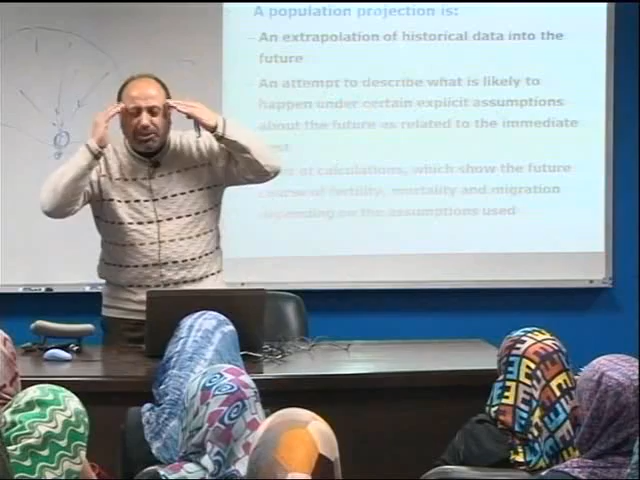 A population projection is:
– An extrapolation of historical data into the
future
– An attempt to describe what is likely to
happen under certain explicit assumptions
about the future as related to the immediate
of calculations, which show the future
course of fertility, mortality and migration
depending on the assumptions used